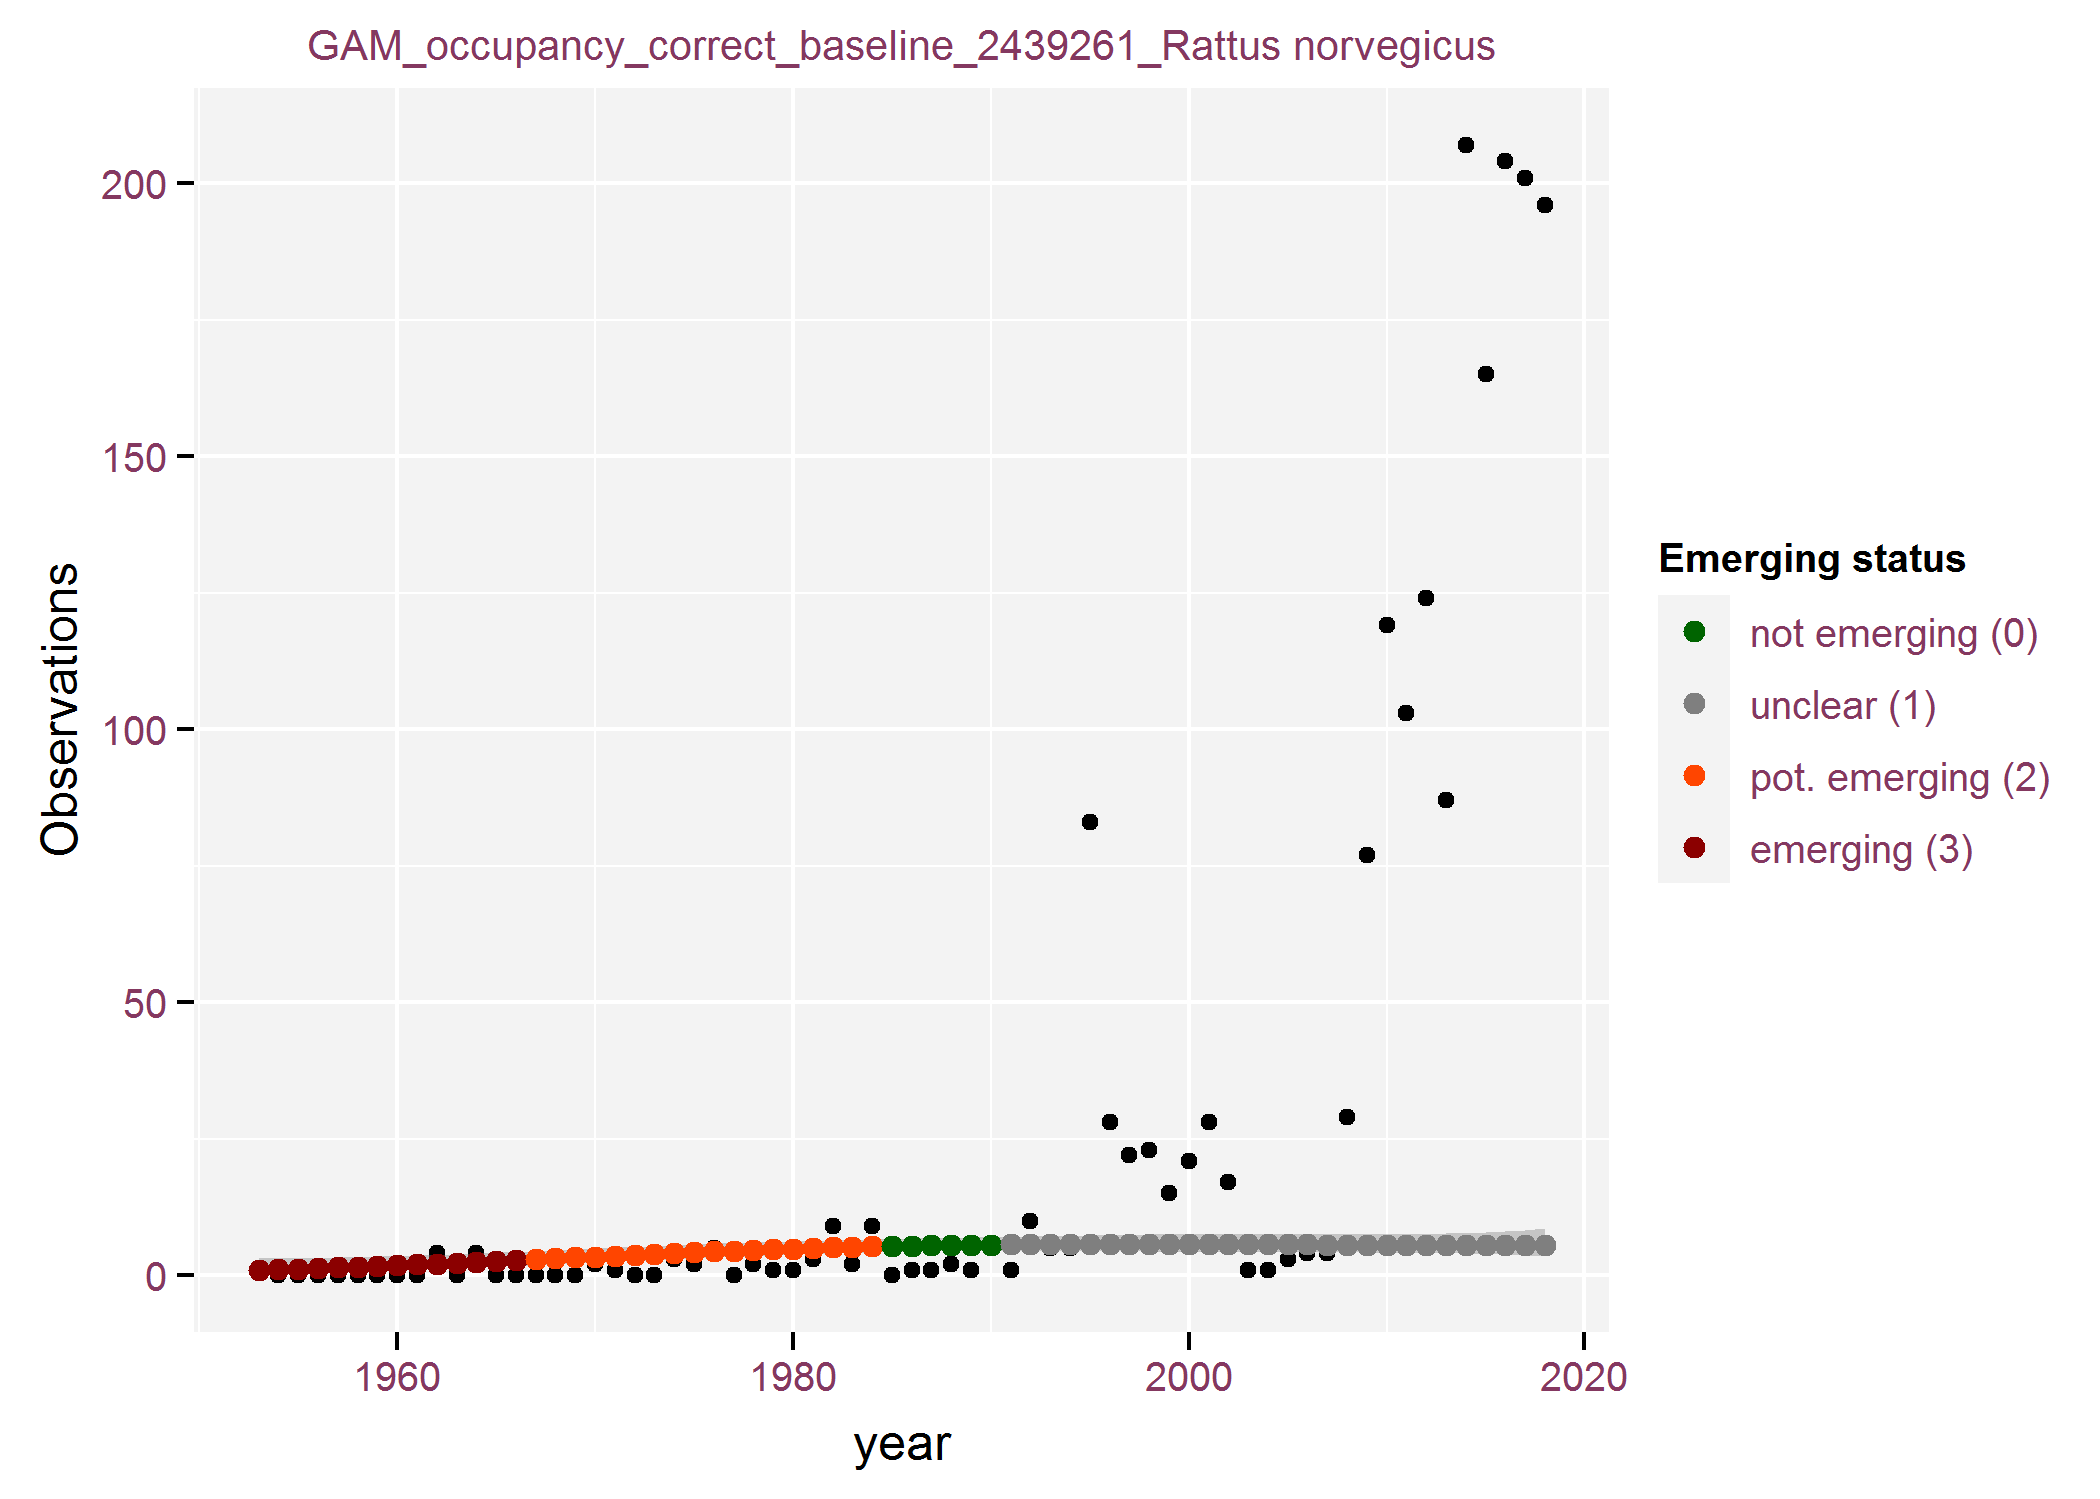 GAM_occupancy_correct_baseline_2439261_Rattus norvegicus
Observations
200
150
100
50
0
1960
1980
2000
2020
year
Emerging status
not emerging (0)
unclear (1)
pot. emerging (2)
emerging (3)